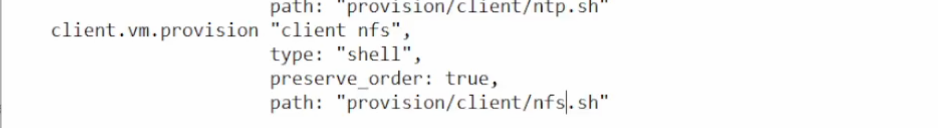 path: "provision/client/ntp.sh"
client.vm.provision "client nfs",
type: "shell",
preserve_order: true,
path: "provision/client/nfs.sh"